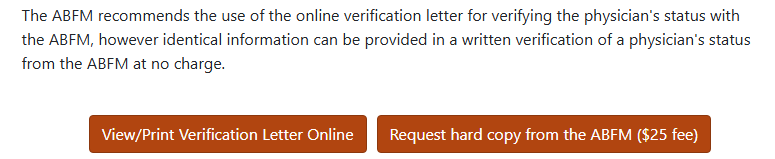 The ABFM recommends the use of the online verification letter for verifying the physician's status with
the ABFM, however identical information can be provided in a written verification of a physician's status
from the ABFM at no charge.
View/Print Verification Letter Online
Request hard copy from the ABFM ($25 fee)